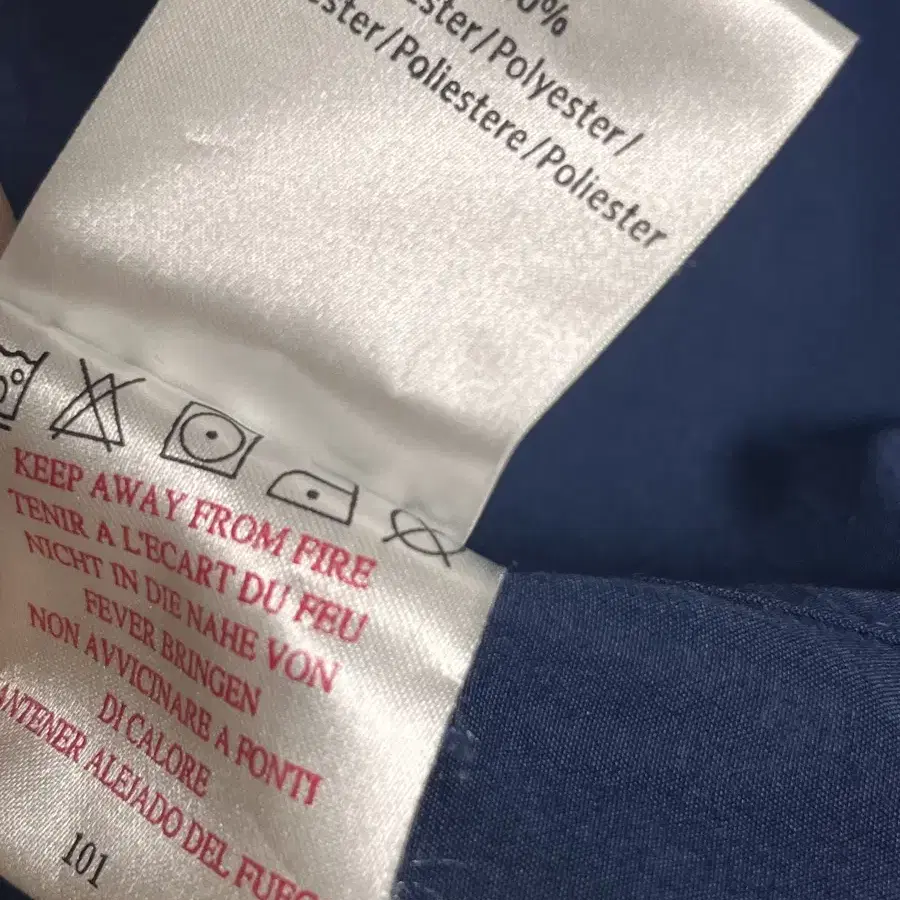 0%
ester/Polyester/
ester/Poliestere/Poliester
KEEP AWAY FROM FIRE
TENIR A L'ECART DU FEU
NICHT IN DIE NAHE VON
FEVER BRINGEN
NON AVVICINARE A FONTI
DI CALORE
ANTENER ALEJADO DEL FUEG
101